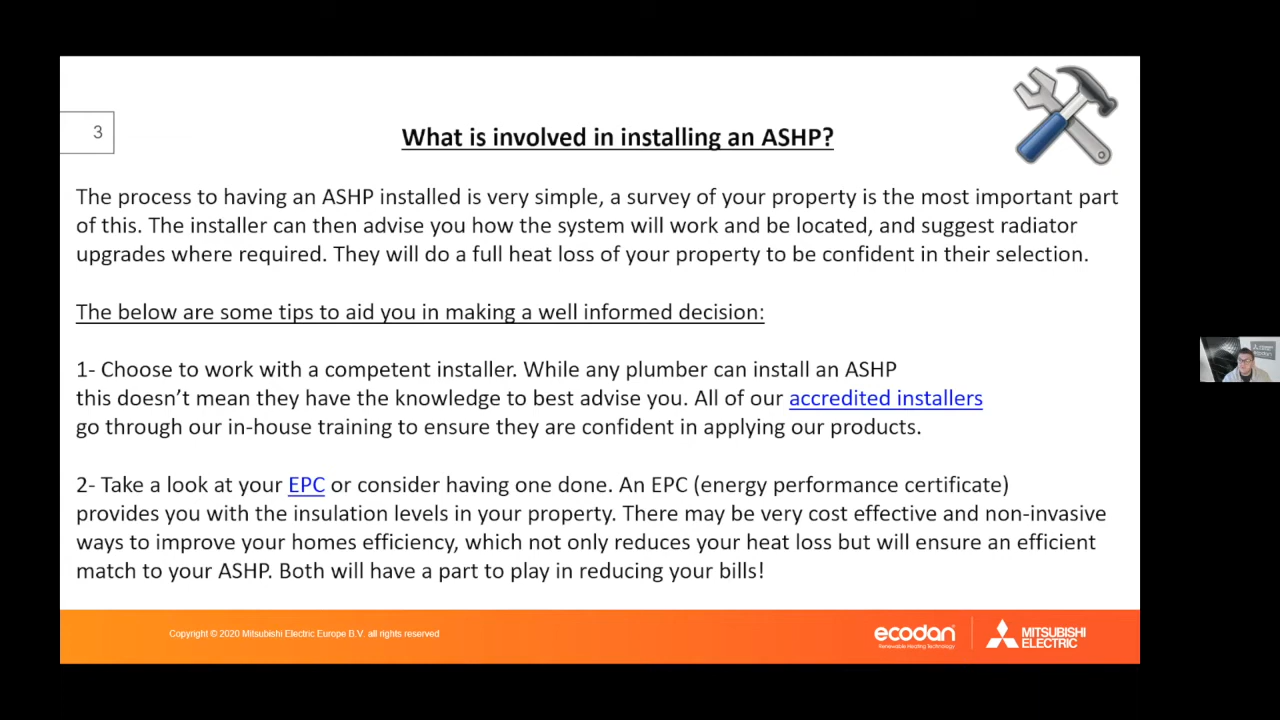 3
What is involved in installing an ASHP?
The process to having an ASHP installed is very simple, a survey of your property is the most important part
of this. The installer can then advise you how the system will work and be located, and suggest radiator
upgrades where required. They will do a full heat loss of your property to be confident in their selection.
The below are some tips to aid you in making a well informed decision:
1- Choose to work with a competent installer. While any plumber can install an ASHP
this doesn’t mean they have the knowledge to best advise you. All of our accredited installers
go through our in-house training to ensure they are confident in applying our products.
2- Take a look at your EPC or consider having one done. An EPC (energy performance certificate)
provides you with the insulation levels in your property. There may be very cost effective and non-invasive
ways to improve your homes efficiency, which not only reduces your heat loss but will ensure an efficient
match to your ASHP. Both will have a part to play in reducing your bills!
Copyright © 2020 Mitsubishi Electric Europe B.V. all rights reserved
ecodan
Renewable Heating Technology
MITSUBISHI
ELECTRIC